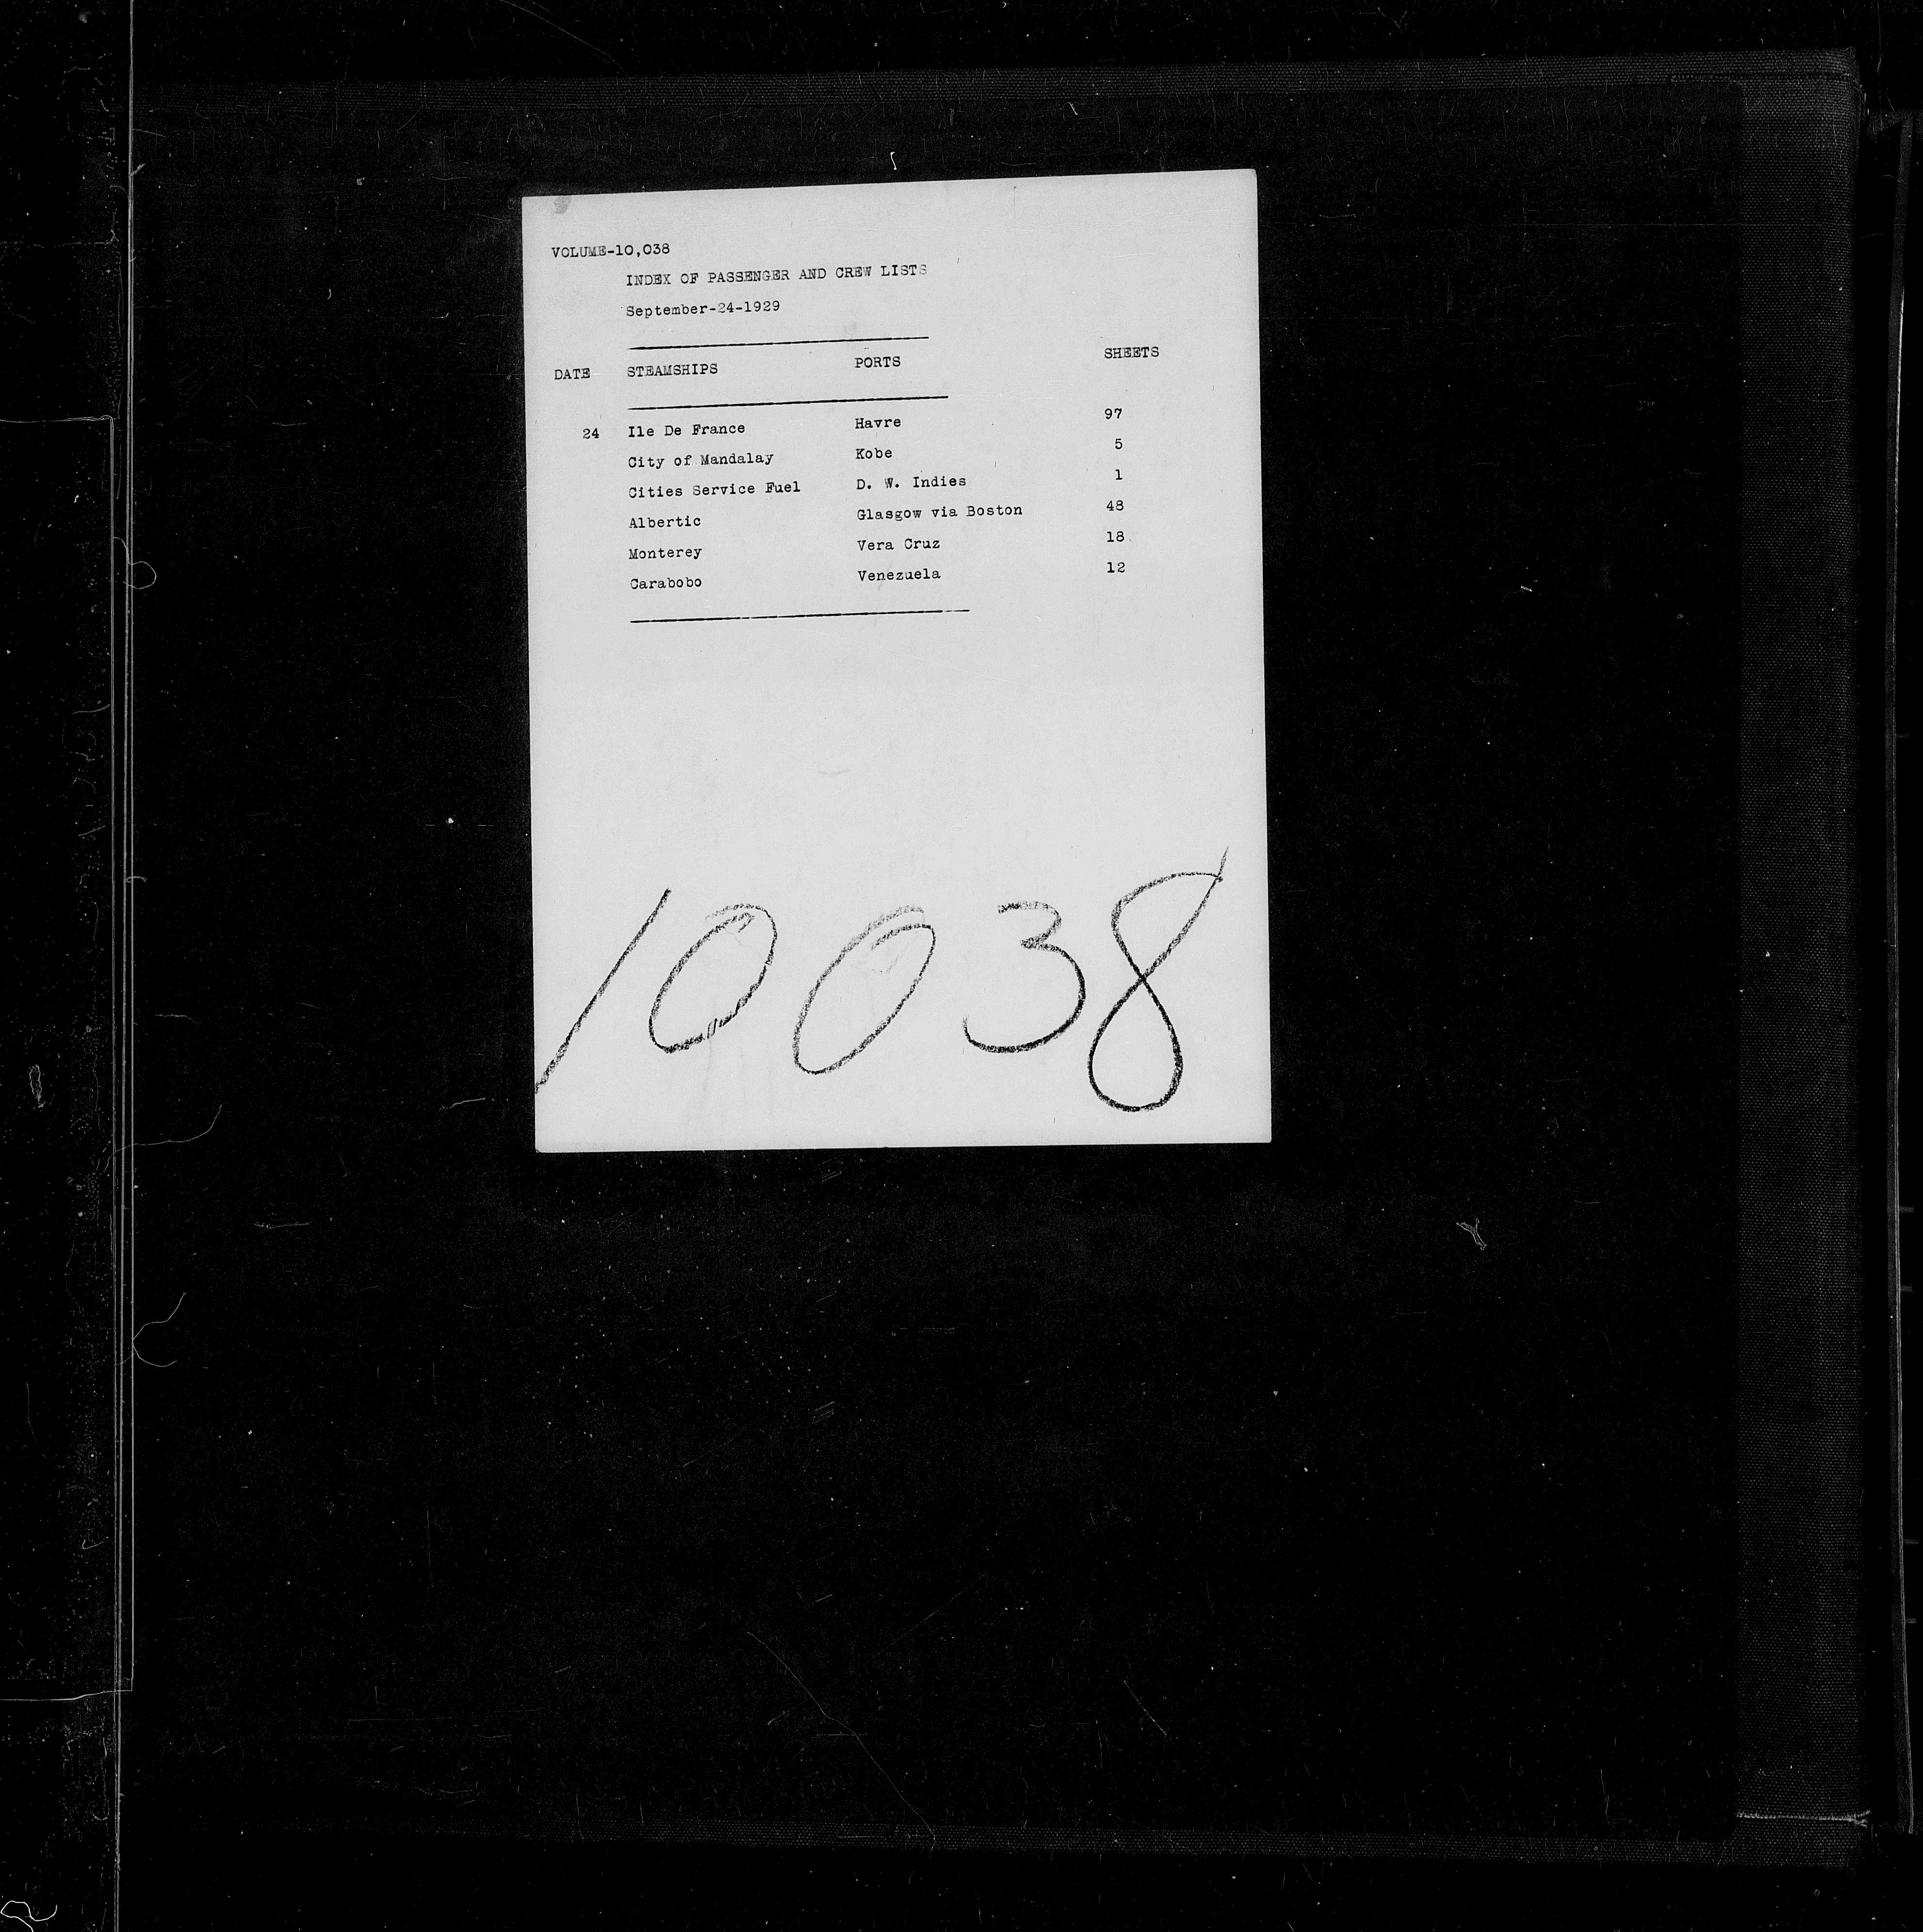 VOLUME-10,038
INDEX OF PASSENGER AND CREW LISTS
September-24-1929
DATE STEAMSHIPS PORTS SHEETS
24 Ile De France Havre 97
City of Mandalay Kobe 5
Cities Service Fuel D. W. Indies 1
Albertic Glasgow via Boston 48
Monterey Vera Cruz 18
Carabobo Venezuela 12
10038